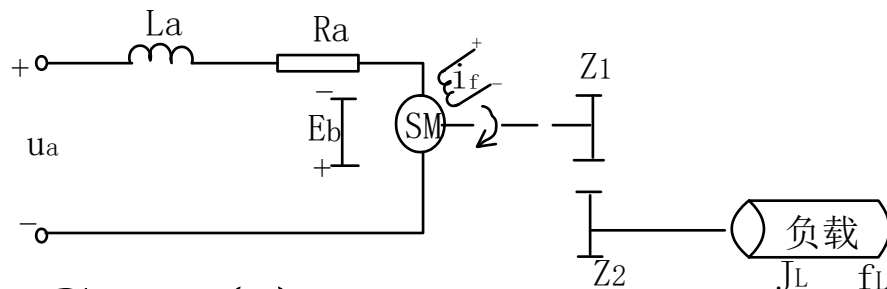 La
Ra
+
−
+
−
if
Z1
Eb
SM
ua
+
−
Z2
负载
JL
fL